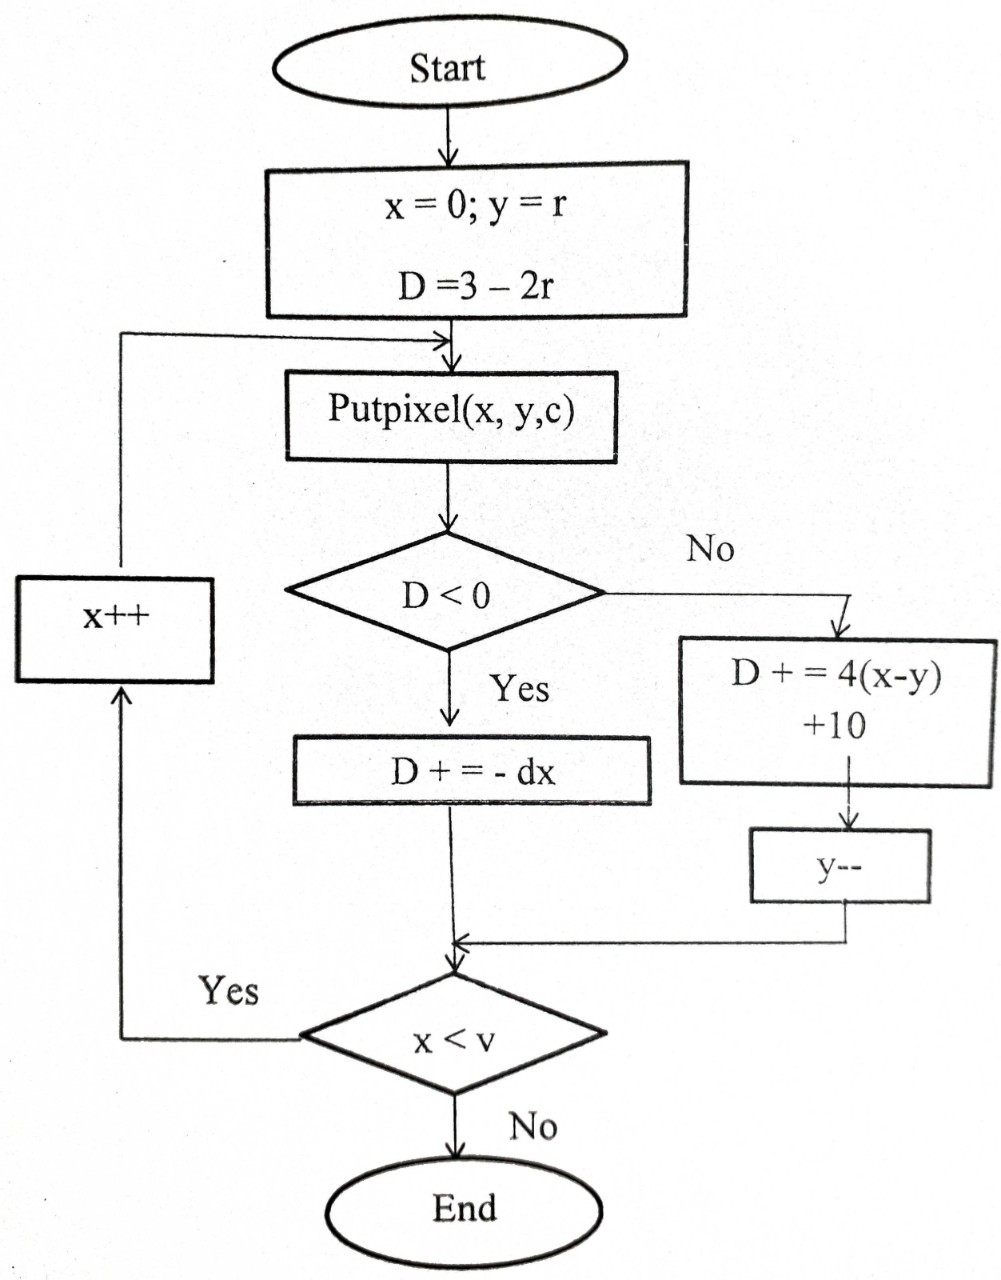 Start
x = 0; y = r
D =3 – 2r
Putpixel(x, y,c)
D < 0
No
x++
Yes
D + = 4(x-y)
+10
D + = - dx
y--
Yes
x < v
No
End